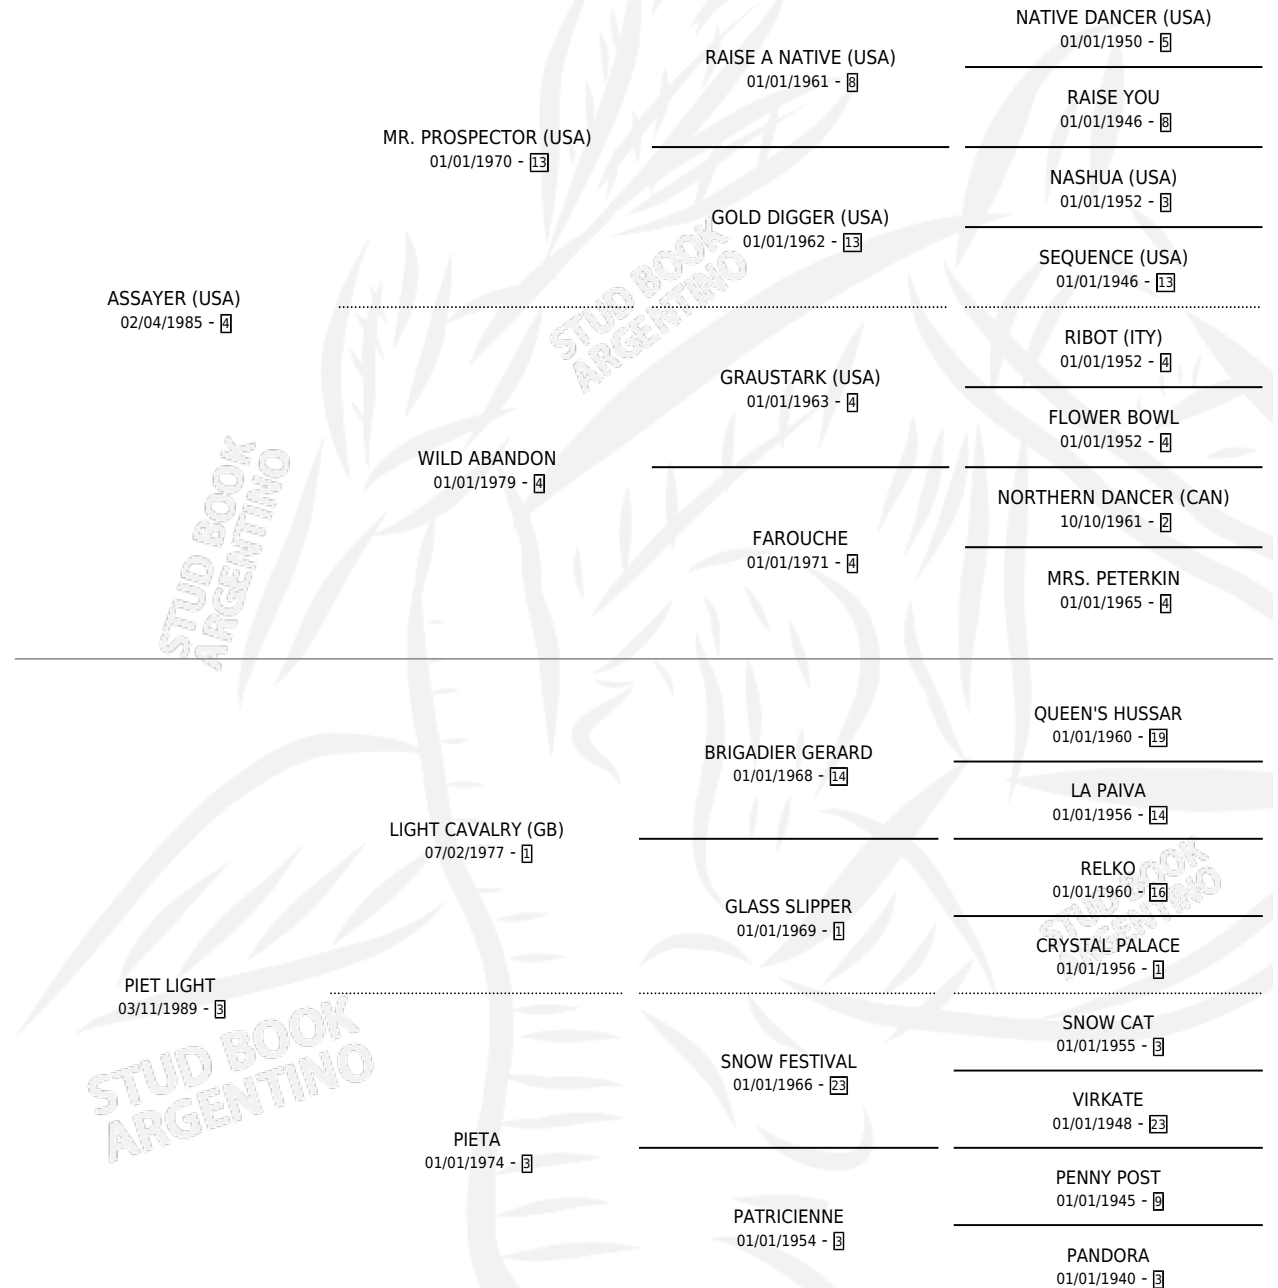 NATIVE DANCER (USA)
01/01/1950 - 5
RAISE A NATIVE (USA)
01/01/1961 - 8
RAISE YOU
01/01/1946 - 8
MR. PROSPECTOR (USA)
01/01/1970 - 13
NASHUA (USA)
01/01/1952 - 3
GOLD DIGGER (USA)
01/01/1962 - 13
SEQUENCE (USA)
01/01/1946 - 13
ASSAYER (USA)
02/04/1985 - 4
RIBOT (ITY)
01/01/1952 - 4
GRAUSTARK (USA)
01/01/1963 - 4
FLOWER BOWL
01/01/1952 - 4
WILD ABANDON
01/01/1979 - 4
NORTHERN DANCER (CAN)
10/10/1961 - 2
FAROUCHE
01/01/1971 - 4
MRS. PETERKIN
01/01/1965 - 4
QUEEN'S HUSSAR
01/01/1960 - 19
BRIGADIER GERARD
01/01/1968 - 14
LA PAIVA
01/01/1956 - 14
LIGHT CAVALRY (GB)
07/02/1977 - 1
RELKO
01/01/1960 - 16
GLASS SLIPPER
01/01/1969 - 1
CRYSTAL PALACE
01/01/1956 - 1
PIET LIGHT
03/11/1989 - 3
SNOW CAT
01/01/1955 - 3
SNOW FESTIVAL
01/01/1966 - 23
VIRKATE
01/01/1948 - 23
PIETA
01/01/1974 - 3
PENNY POST
01/01/1945 - 9
PATRICIENNE
01/01/1954 - 3
PANDORA
01/01/1940 - 3
STUD BOOK
ARGENTINO
STUD BOOK
ARGENTINO
STUD BOOK
ARGENTINO
STUD BOOK
ARGENTINO